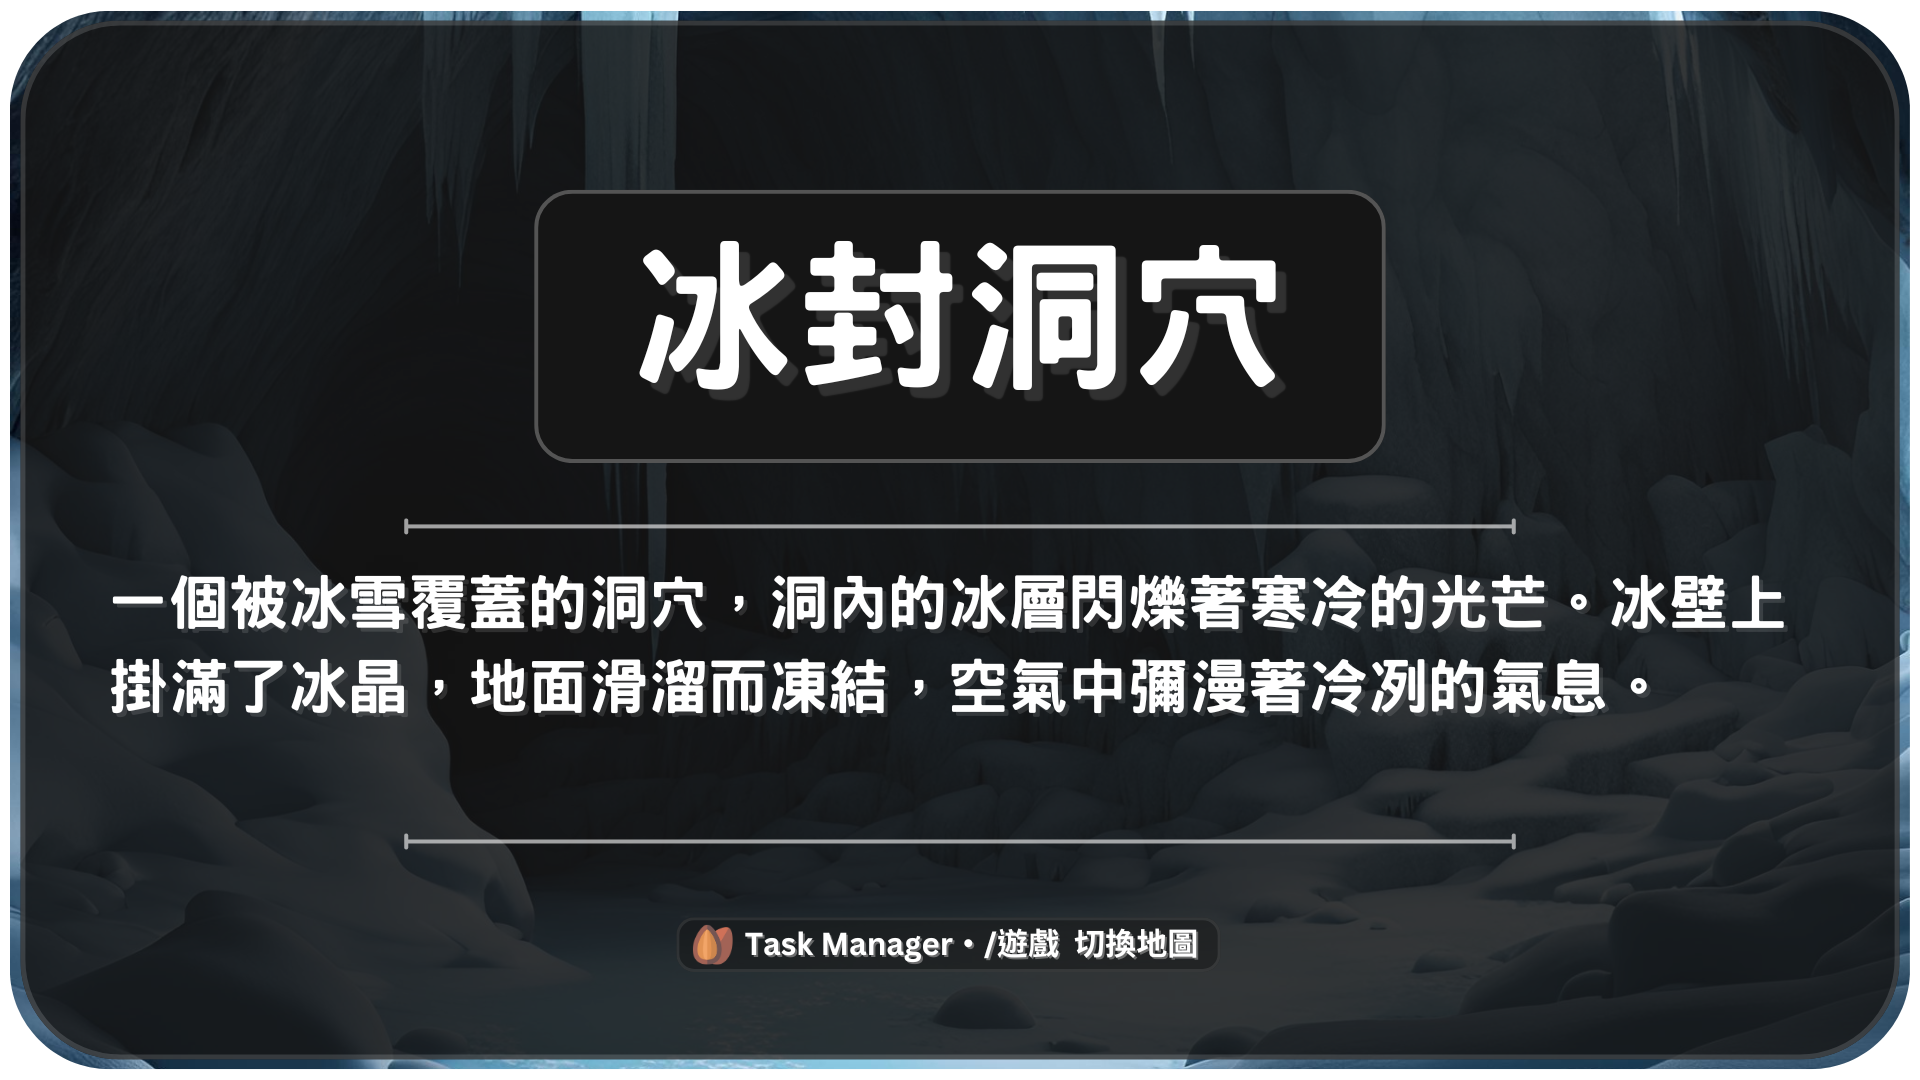 冰封洞穴
一個被冰雪覆蓋的洞穴，洞內的冰層閃爍著寒冷的光芒。冰壁上
掛滿了冰晶，地面滑溜而凍結，空氣中彌漫著冷冽的氣息。
Task Manager • /遊戲 切換地圖